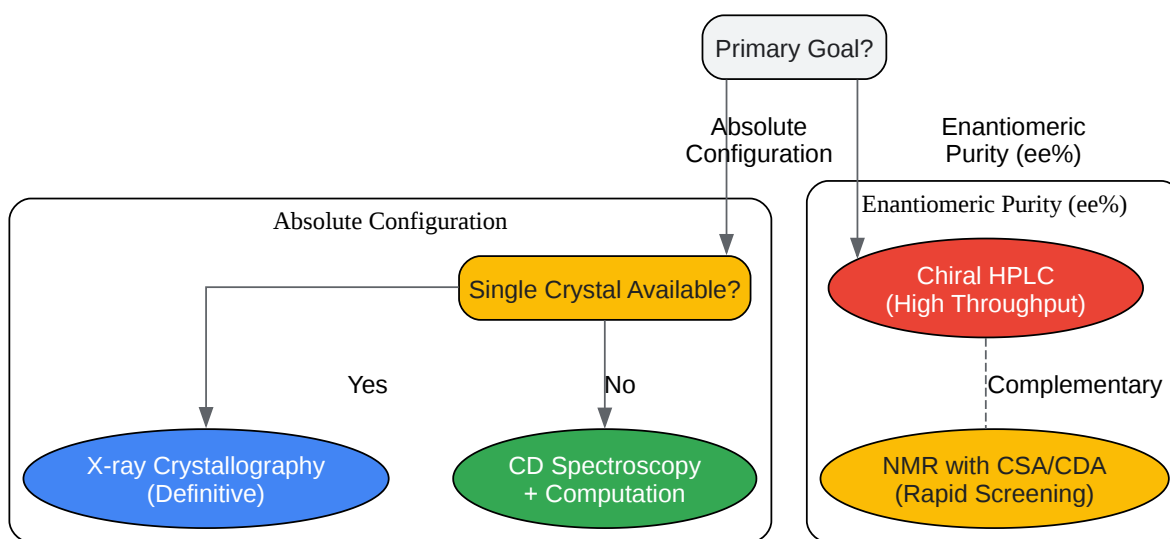 Primary Goal?
Absolute
Configuration
Enantiomeric
Purity (ee%)
Absolute Configuration
Enantiomeric Purity (ee%)
Single Crystal Available?
Chiral HPLC
(High Throughput)
Yes
No
Complementary
X-ray Crystallography
(Definitive)
CD Spectroscopy
+ Computation
NMR with CSA/CDA
(Rapid Screening)